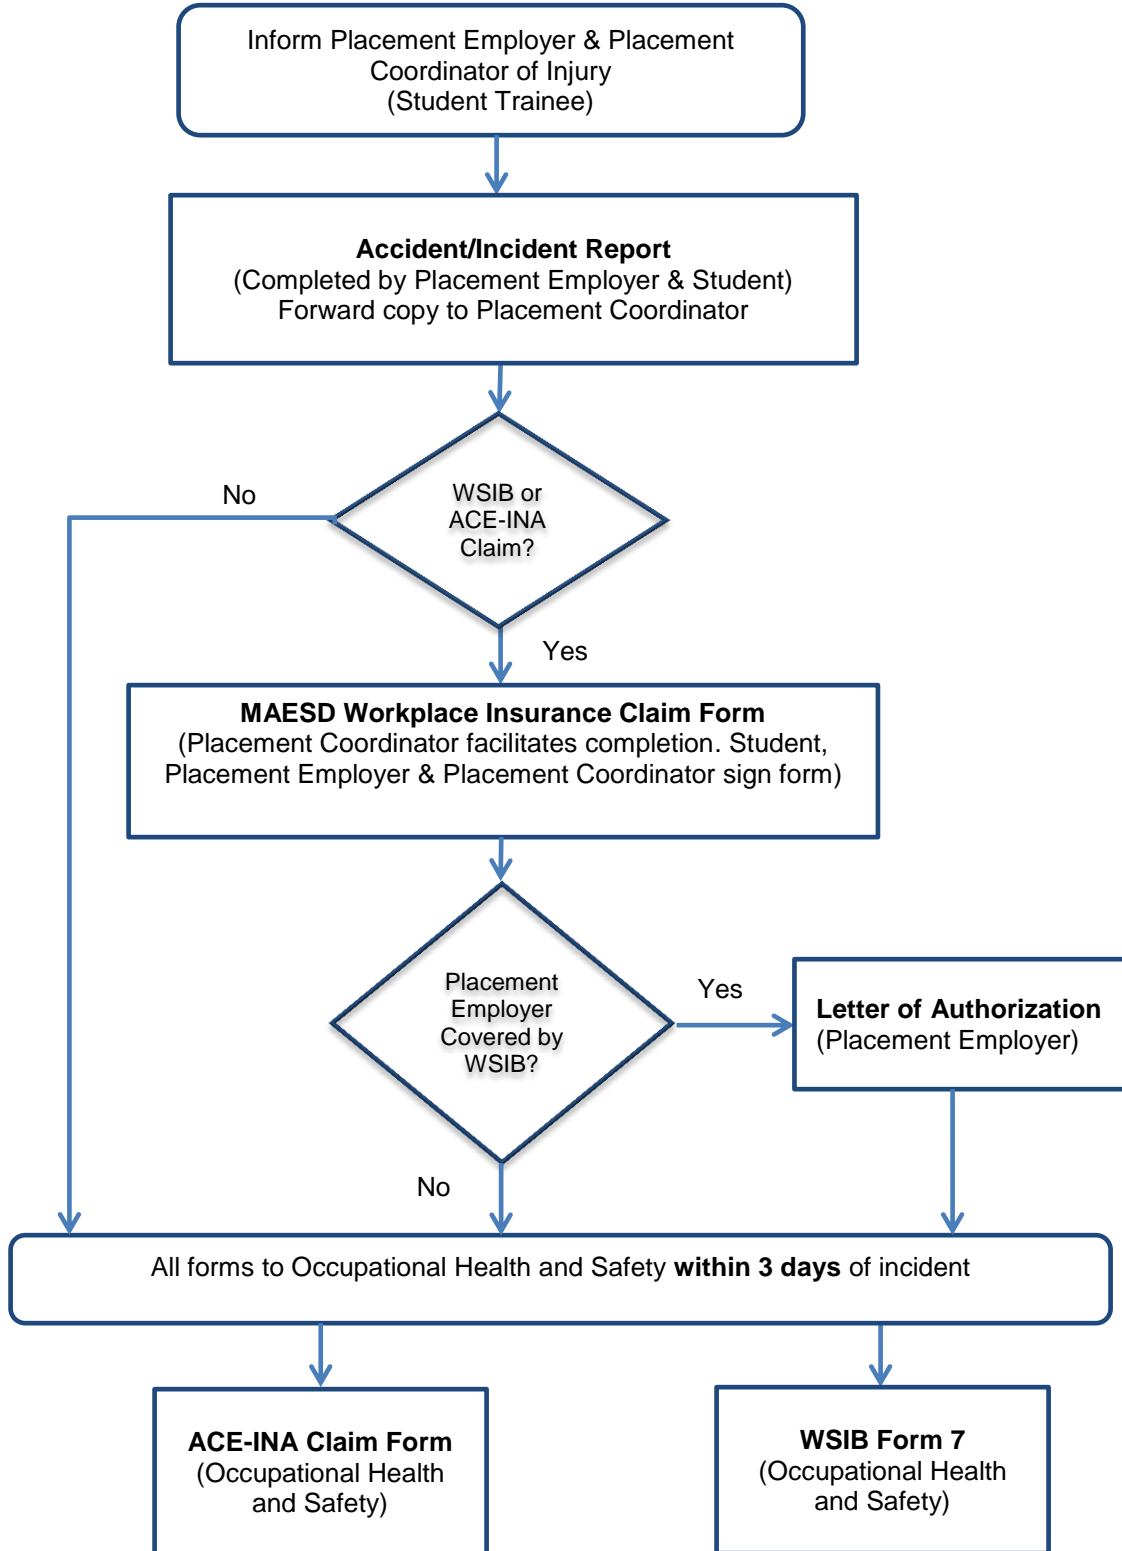 Inform Placement Employer & Placement
Coordinator of Injury
(Student Trainee)
Accident/Incident Report
(Completed by Placement Employer & Student)
Forward copy to Placement Coordinator
No
WSIB or
ACE-INA
Claim?
Yes
MAESD Workplace Insurance Claim Form
(Placement Coordinator facilitates completion. Student,
Placement Employer & Placement Coordinator sign form)
Placement
Employer
Covered by
WSIB?
Yes
Letter of Authorization
(Placement Employer)
No
All forms to Occupational Health and Safety within 3 days of incident
ACE-INA Claim Form
(Occupational Health
and Safety)
WSIB Form 7
(Occupational Health
and Safety)